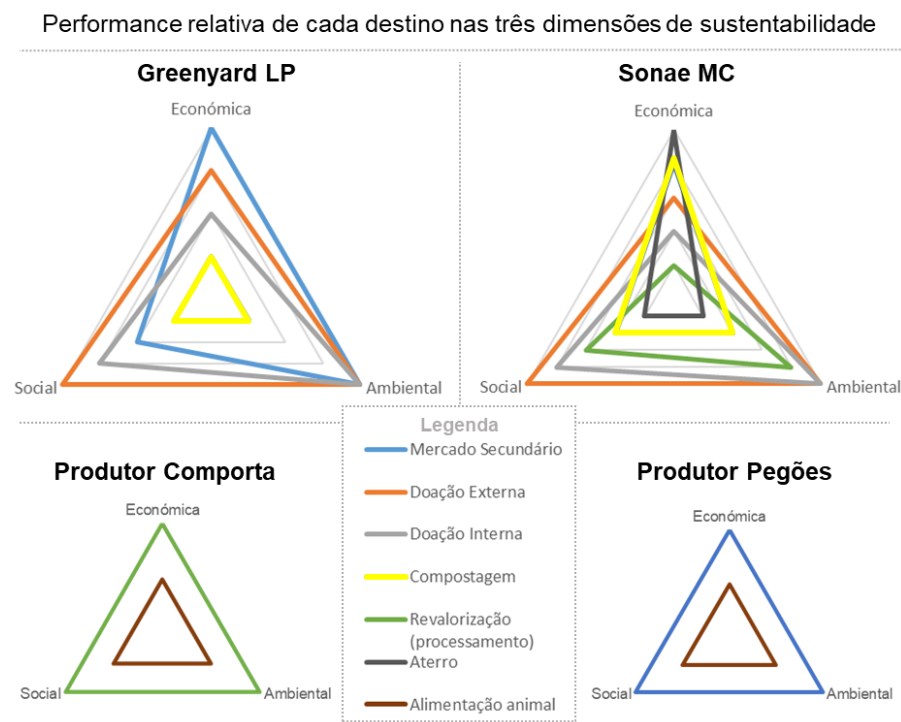 Performance relativa de cada destino nas três dimensões de sustentabilidade
Greenyard LP
Económica
Social
Ambiental
Sonae MC
Económica
Social
Ambiental
Produtor Comporta
Económica
Social
Ambiental
Legenda
Mercado Secundário
Doação Externa
Doação Interna
Compostagem
Revalorização
(processamento)
Aterro
Alimentação animal
Produtor Pegões
Económica
Social
Ambiental